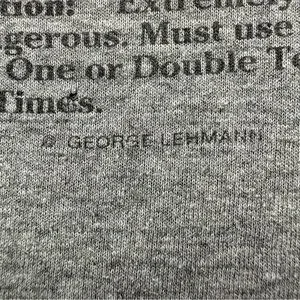 tion: Extremely
gerous. Must use
One or Double Te
Times.
© GEORGE LEHMANN